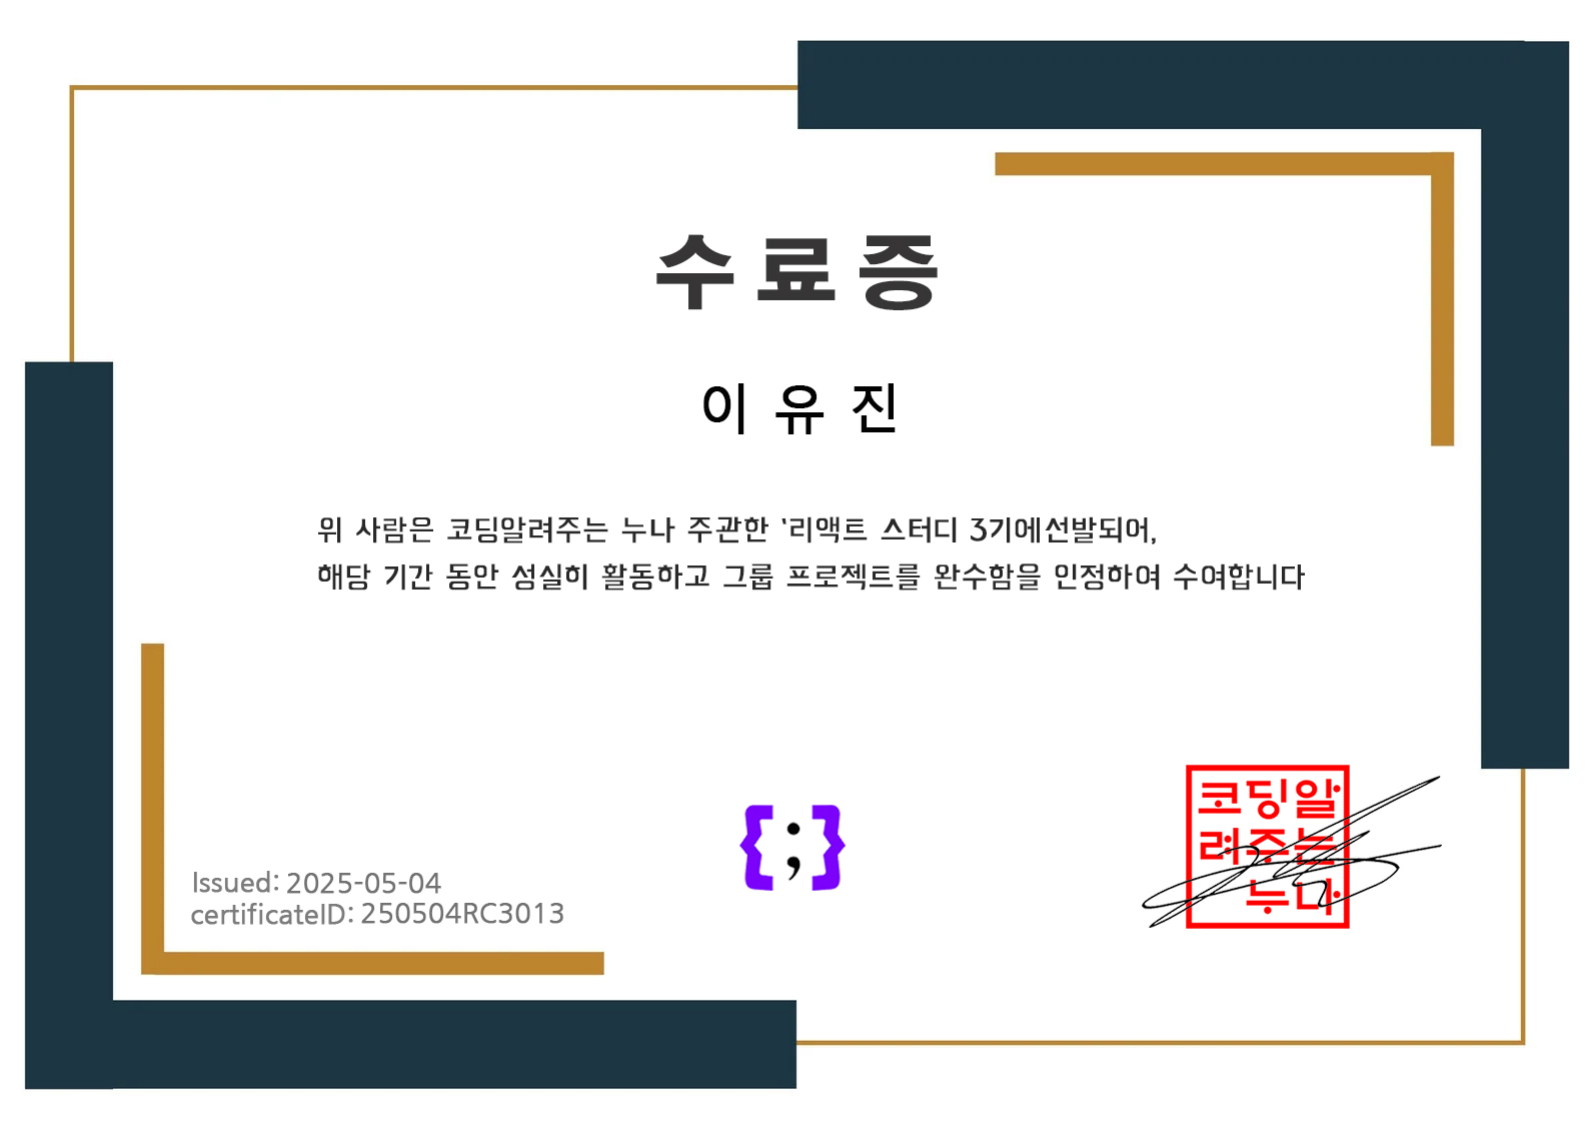 수료증
이유진
위 사람은 코딩알려주는 누나 주관한 '리액트 스터디 3기에선발되어,
해당 기간 동안 성실히 활동하고 그룹 프로젝트를 완수함을 인정하여 수여합니다
{;}
코딩알
려주는
누나
Issued: 2025-05-04
certificateID: 250504RC3013